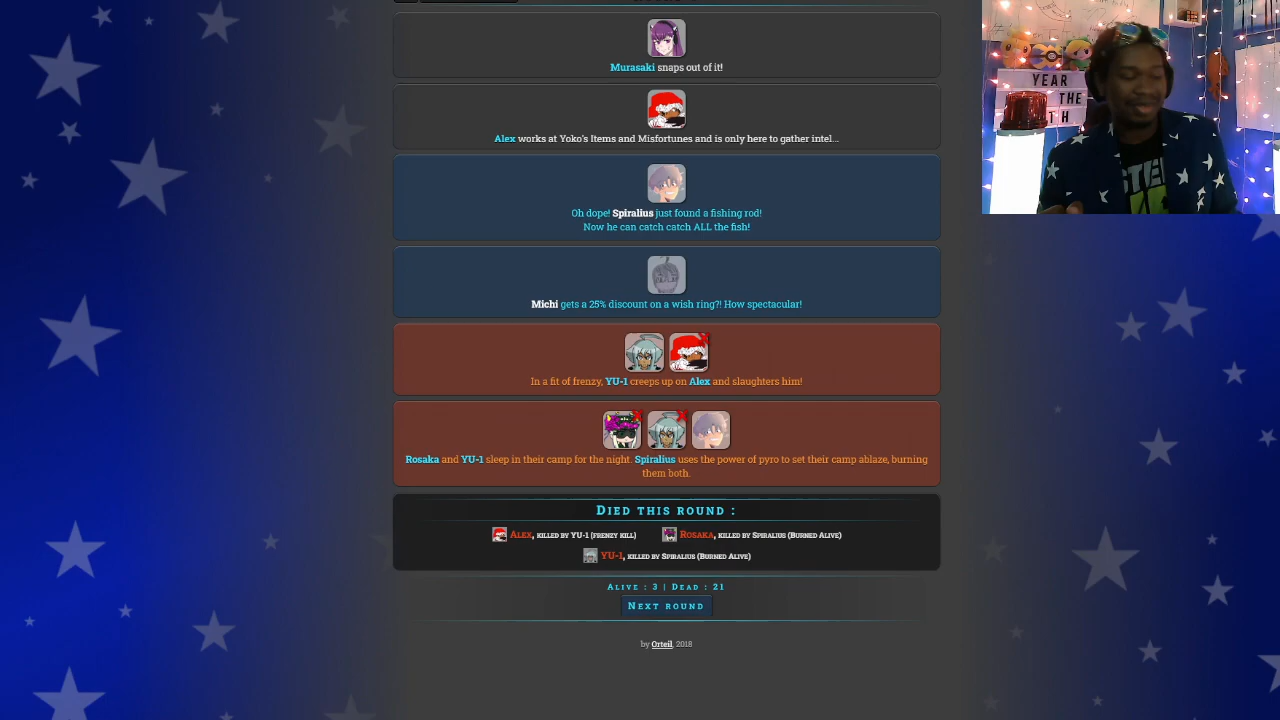 Murasaki snaps out of it!
Alex works at Yoko's Items and Misfortunes and is only here to gather intel...
Oh dope! Spiralius just found a fishing rod!
Now he can catch catch ALL the fish!
Michi gets a 25% discount on a wish ring?! How spectacular!
In a fit of frenzy, YU-1 creeps up on Alex and slaughters him!
Rosaka and YU-1 sleep in their camp for the night. Spiralius uses the power of pyro to set their camp ablaze, burning
them both.
Died this round :
Alex, killed by YU-1 (frenzy kill)
Rosaka, killed by Spiralius (Burned Alive)
YU-1, killed by Spiralius (Burned Alive)
Alive : 3 | Dead : 21
Next round
by Orteil, 2018
YEAR
THE
TH